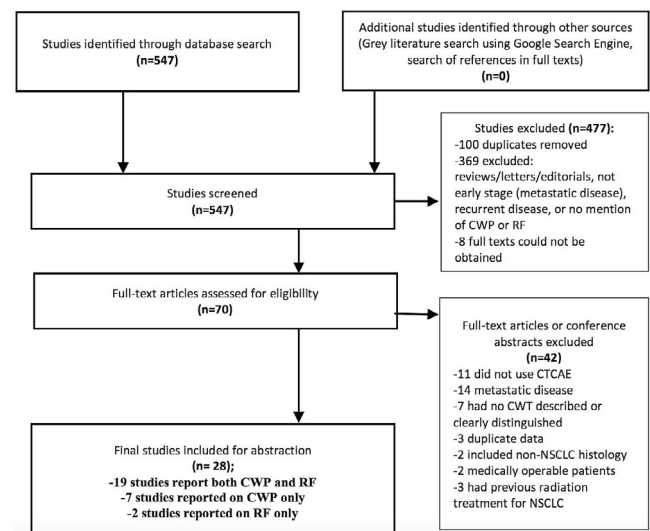 Studies identified through database search
(n=547)
Additional studies identified through other sources
(Grey literature search using Google Search Engine,
search of references in full texts)
(n=0)
Studies excluded (n=477):
-100 duplicates removed
-369 excluded:
reviews/letters/editorials, not
early stage (metastatic disease),
recurrent disease, or no mention
of CWP or RF
-8 full texts could not be
obtained
Studies screened
(n=547)
Full-text articles assessed for eligibility
(n=70)
Full-text articles or conference
abstracts excluded
(n=42)
-11 did not use CTCAE
-14 metastatic disease
-7 had no CWT described or
clearly distinguished
-3 duplicate data
-2 included non-NSCLC histology
-2 medically operable patients
-3 had previous radiation
treatment for NSCLC
Final studies included for abstraction
(n= 28);
-19 studies report both CWP and RF
-7 studies reported on CWP only
-2 studies reported on RF only